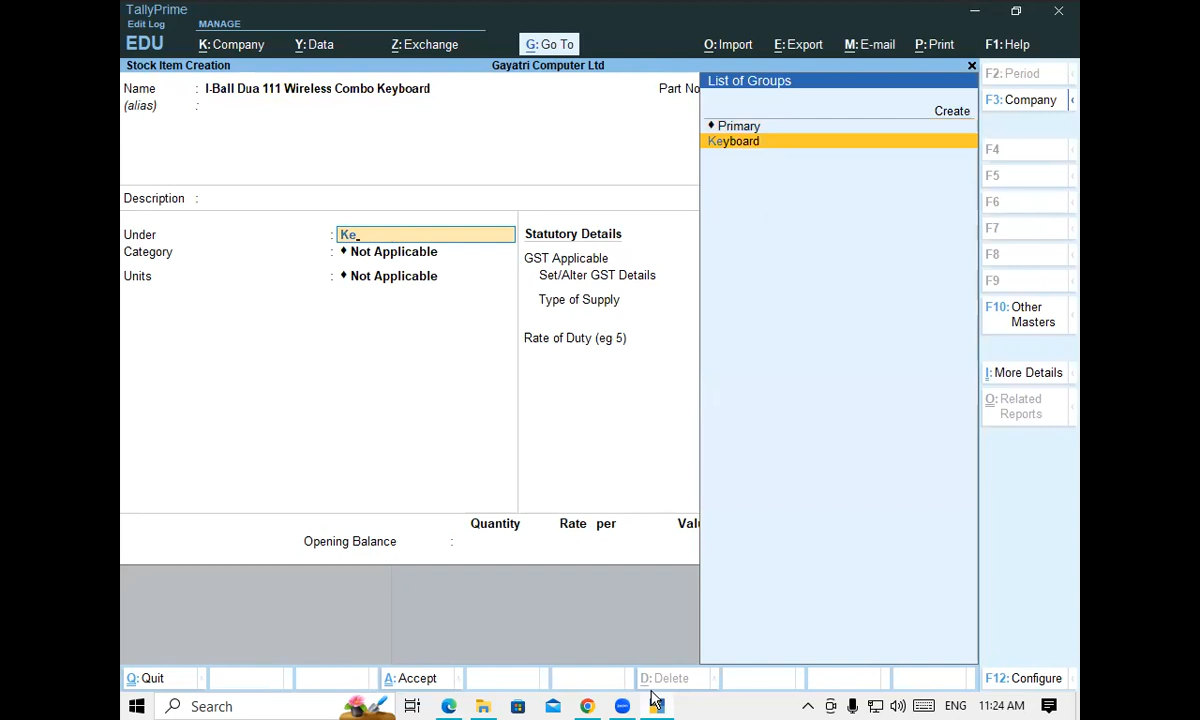 TallyPrime
Edit Log
MANAGE
EDU
K: Company
Y: Data
Z: Exchange
G: Go To
O: Import
E: Export
M: E-mail
P: Print
F1: Help
Stock Item Creation
Gayatri Computer Ltd
Name : I-Ball Dua 111 Wireless Combo Keyboard
Part No
(alias) :
Description :
Under : Ke
Category : ♦ Not Applicable
Units : ♦ Not Applicable
Statutory Details
GST Applicable
Set/Alter GST Details
Type of Supply
Rate of Duty (eg 5)
Quantity Rate per Valu
Opening Balance :
List of Groups
Create
♦ Primary
Keyboard
F2: Period
F3: Company
F4
F5
F6
F7
F8
F9
F10: Other
Masters
I: More Details
O: Related
Reports
Q: Quit
A: Accept
D: Delete
F12: Configure
Search
ENG
11:24 AM